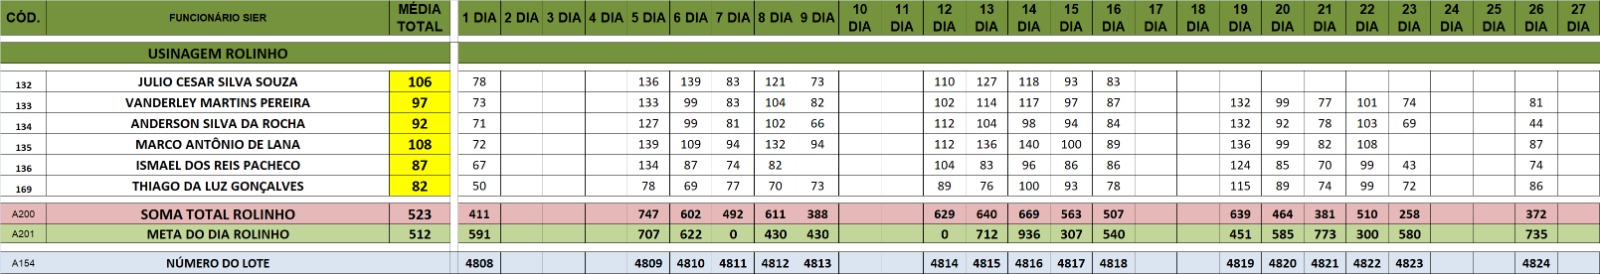 CÓD. FUNCIONÁRIO SIER MÉDIA TOTAL 1 DIA 2 DIA 3 DIA 4 DIA 5 DIA 6 DIA 7 DIA 8 DIA 9 DIA 10 DIA 11 DIA 12 DIA 13 DIA 14 DIA 15 DIA 16 DIA 17 DIA 18 DIA 19 DIA 20 DIA 21 DIA 22 DIA 23 DIA 24 DIA 25 DIA 26 DIA 27 DIA
USINAGEM ROLINHO
132 JULIO CESAR SILVA SOUZA 106 78 136 139 83 121 73 110 127 118 93 83
133 VANDERLEY MARTINS PEREIRA 97 73 133 99 83 104 82 102 114 117 97 87 132 99 77 101 74 81
134 ANDERSON SILVA DA ROCHA 92 71 127 99 81 102 66 112 104 98 94 84 132 92 78 103 69 44
135 MARCO ANTÔNIO DE LANA 108 72 139 109 94 132 94 112 136 140 100 89 136 99 82 108 87
136 ISMAEL DOS REIS PACHECO 87 67 134 87 74 82 104 83 96 86 86 124 85 70 99 43 74
169 THIAGO DA LUZ GONÇALVES 82 50 78 69 77 70 73 89 76 100 93 78 115 89 74 99 72 86
A200 SOMA TOTAL ROLINHO 523 411 747 602 492 611 388 629 640 669 563 507 639 464 381 510 258 372
A201 META DO DIA ROLINHO 512 591 707 622 0 430 430 0 712 936 307 540 451 585 773 300 580 735
A154 NÚMERO DO LOTE 4808 4809 4810 4811 4812 4813 4814 4815 4816 4817 4818 4819 4820 4821 4822 4823 4824